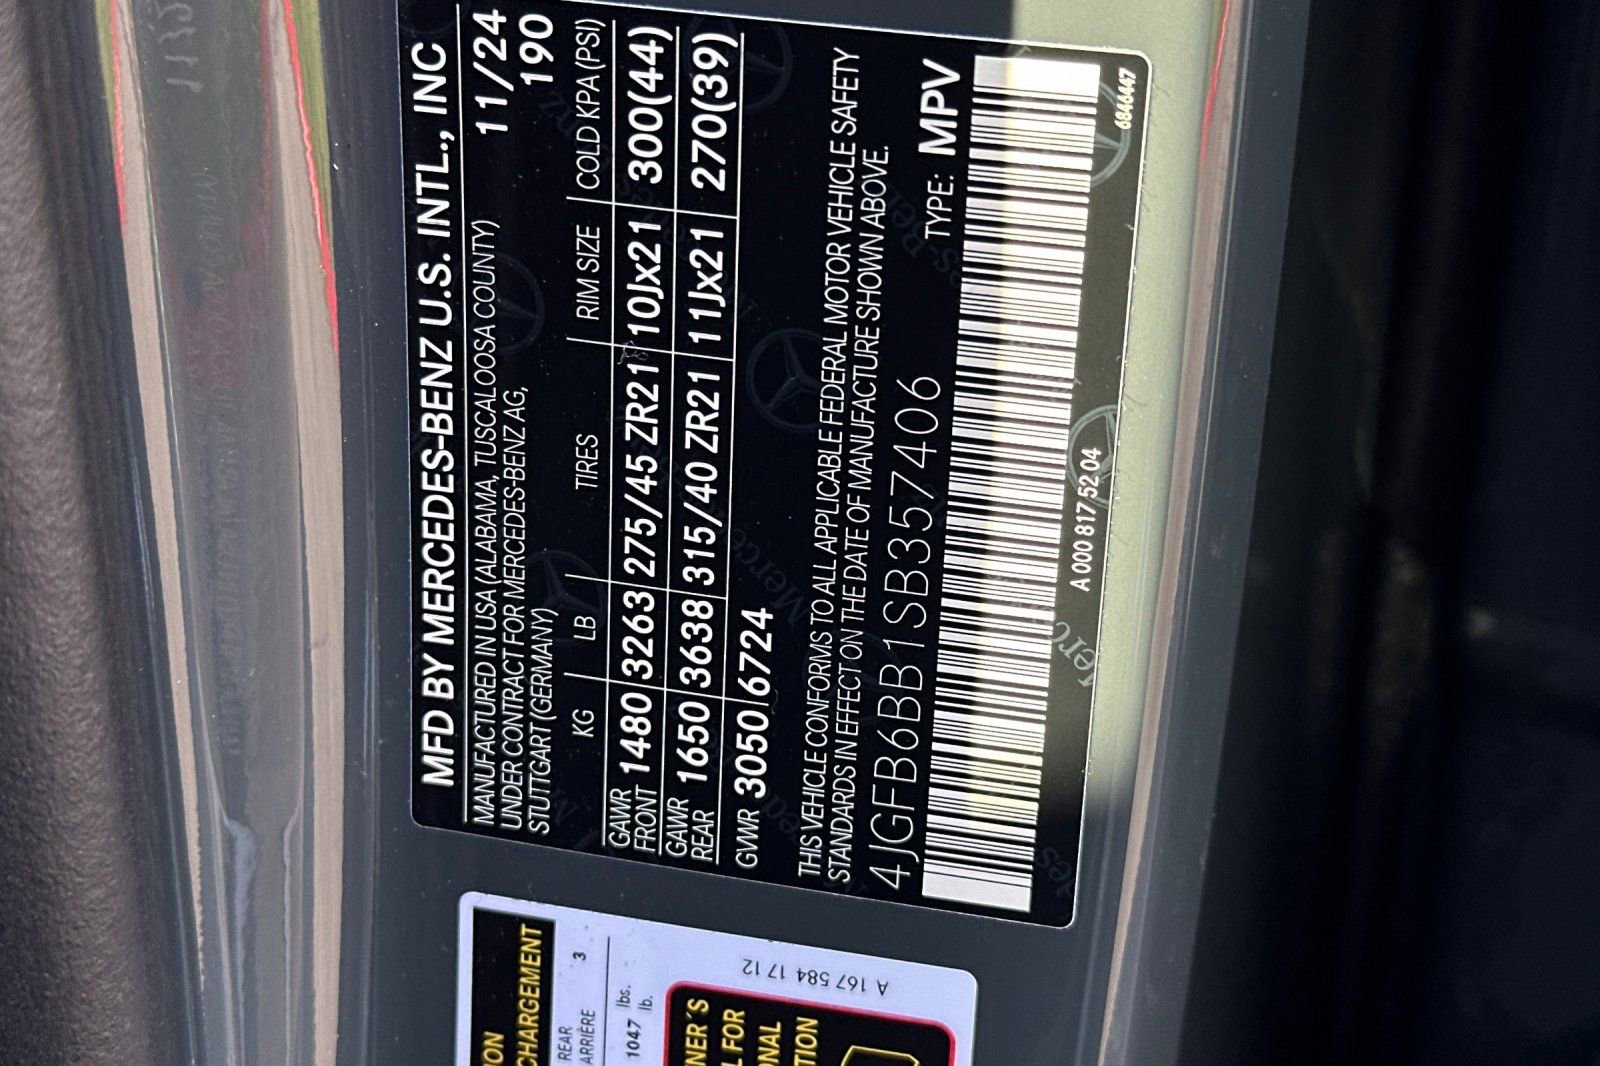 MFD BY MERCEDES-BENZ U.S. INTL., INC
MANUFACTURED IN USA (ALABAMA, TUSCALOOSA COUNTY) 11/24
UNDER CONTRACT FOR MERCEDES-BENZ AG, 190
STUTTGART (GERMANY)
KG LB TIRES RIM SIZE COLD KPA (PSI)
GAWR FRONT 1480 3263 275/45 ZR21 10Jx21 300(44)
GAWR REAR 1650 3638 315/40 ZR21 11Jx21 270(39)
GVWR 3050 6724
THIS VEHICLE CONFORMS TO ALL APPLICABLE FEDERAL MOTOR VEHICLE SAFETY
STANDARDS IN EFFECT ON THE DATE OF MANUFACTURE SHOWN ABOVE.
4JGFB6BB1SB357406 TYPE: MPV
A 000 817 52 04
6846447
CHARGEMENT
REAR 3
ARRIÈRE
1047 lbs.
lb.
A 167 584 17 12